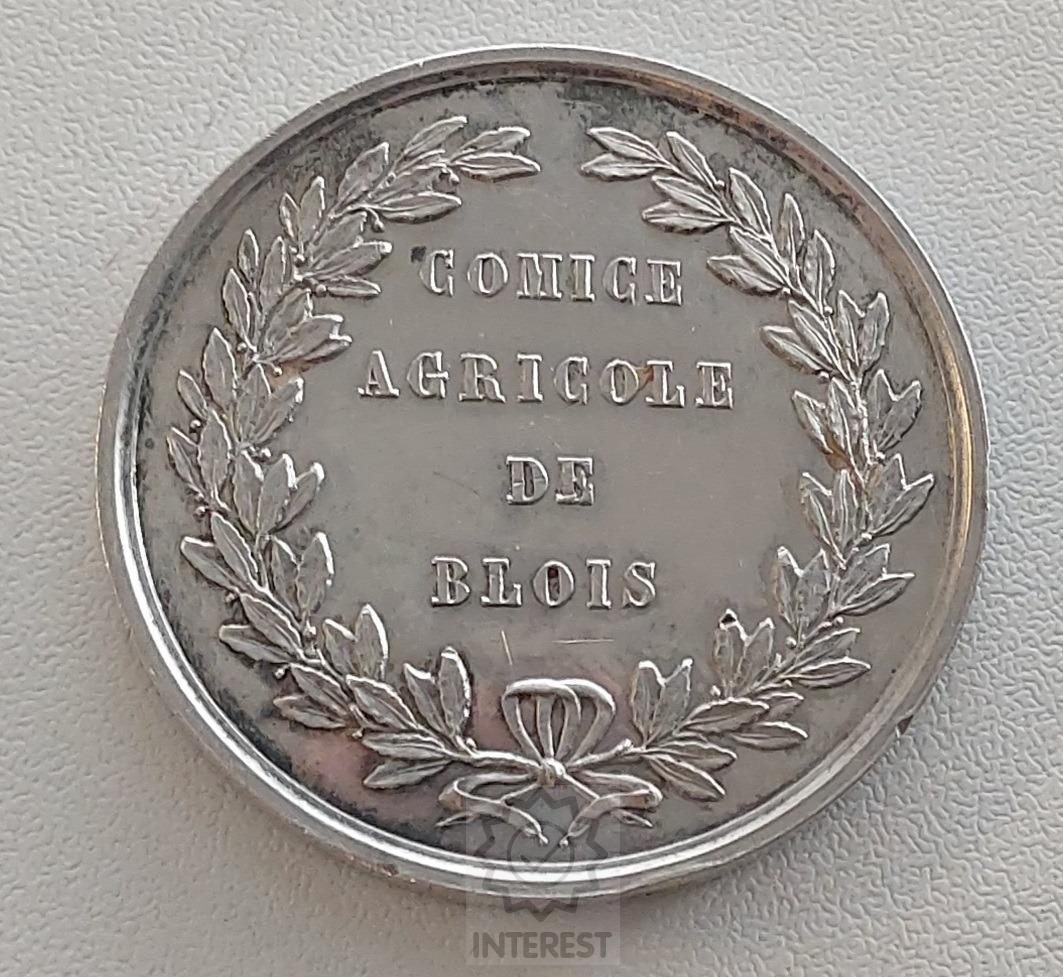 COMICE
AGRICOLE
DE
BLOIS
INTEREST